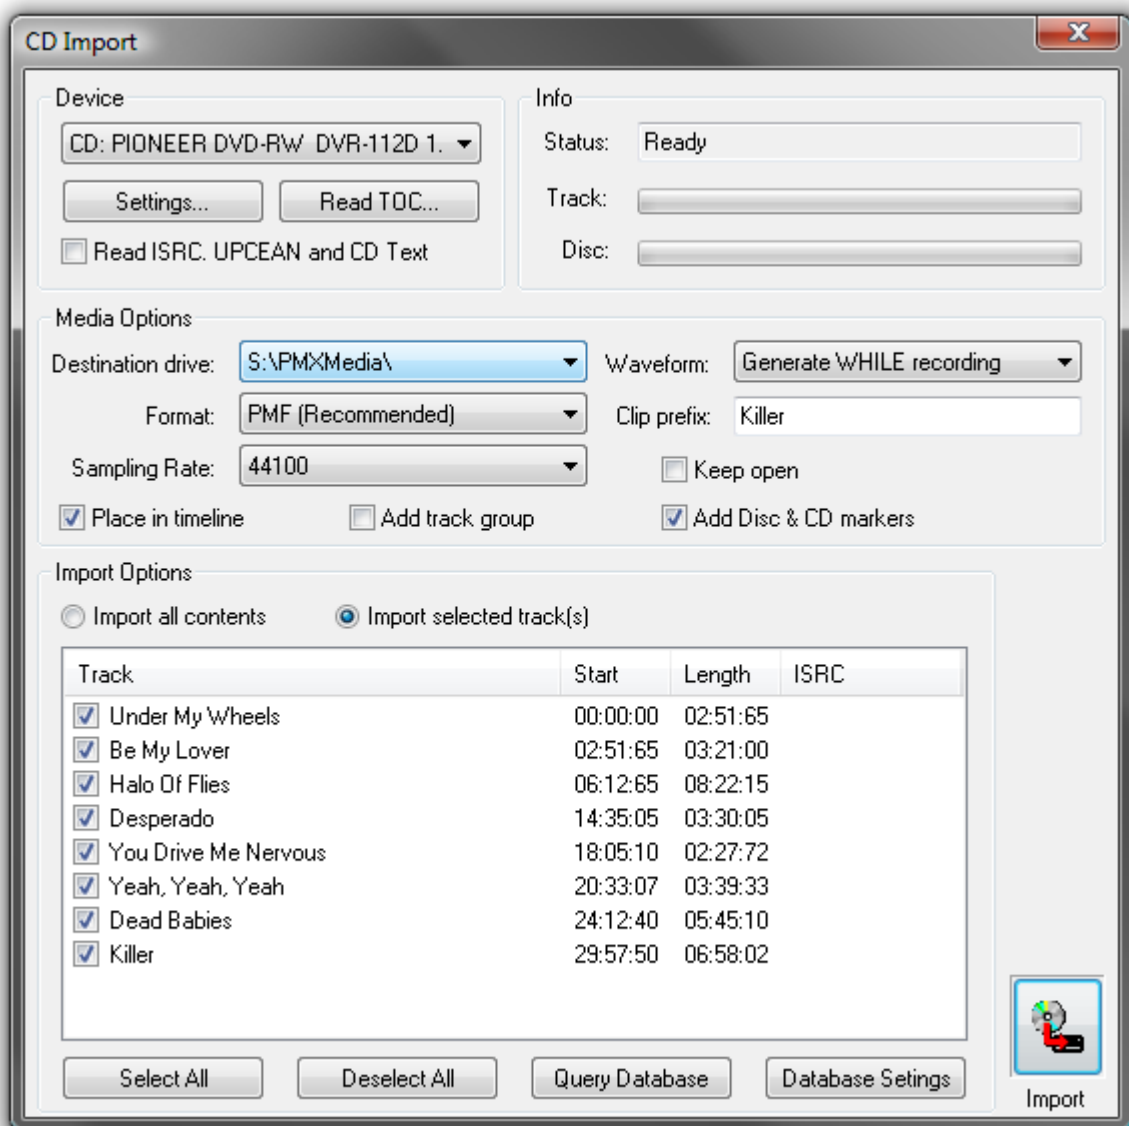 CD Import
Device
CD: PIONEER DVD-RW DVR-112D 1.
Settings...
Read TOC...
Read ISRC. UPCEAN and CD Text
Info
Status: Ready
Track:
Disc:
Media Options
Destination drive: S:\PMXMedia\
Waveform: Generate WHILE recording
Format: PMF (Recommended)
Clip prefix: Killer
Sampling Rate: 44100
Keep open
Place in timeline
Add track group
Add Disc & CD markers
Import Options
Import all contents
Import selected track(s)
Track Start Length ISRC
Under My Wheels 00:00:00 02:51:65
Be My Lover 02:51:65 03:21:00
Halo Of Flies 06:12:65 08:22:15
Desperado 14:35:05 03:30:05
You Drive Me Nervous 18:05:10 02:27:72
Yeah, Yeah, Yeah 20:33:07 03:39:33
Dead Babies 24:12:40 05:45:10
Killer 29:57:50 06:58:02
Select All
Deselect All
Query Database
Database Setings
Import